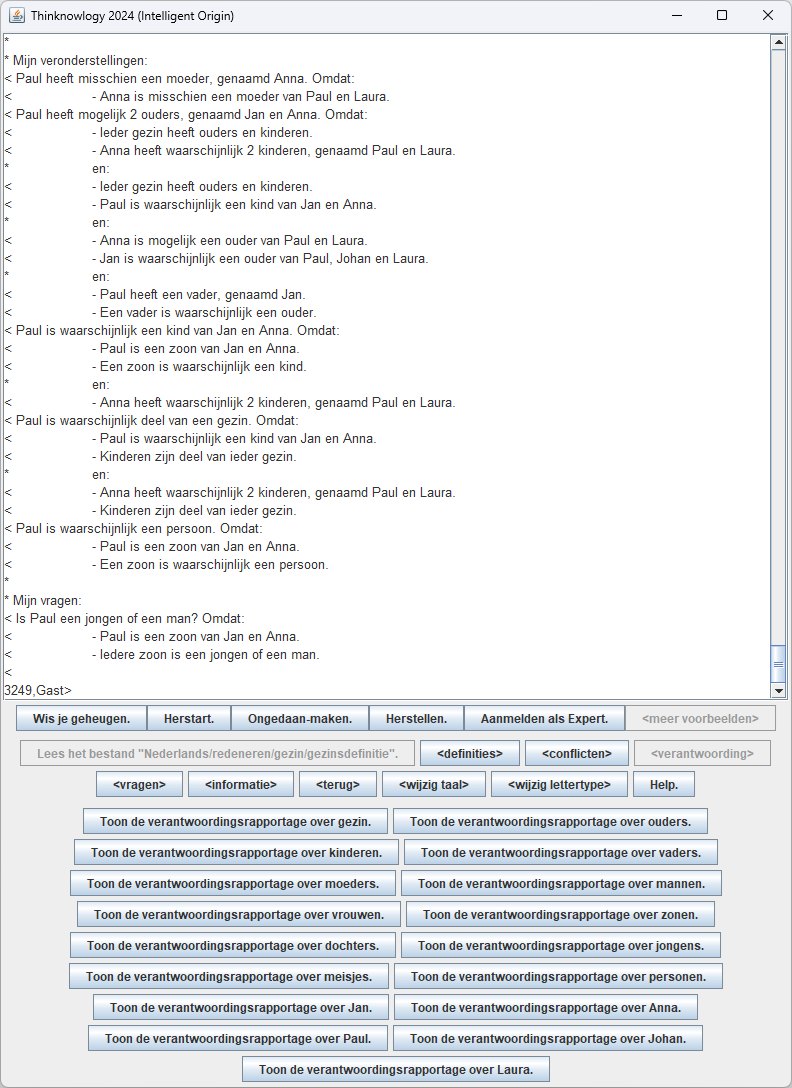 Thinknowlogy 2024 (Intelligent Origin)
*
* Mijn veronderstellingen:
< Paul heeft misschien een moeder, genaamd Anna. Omdat:
< - Anna is misschien een moeder van Paul en Laura.
< Paul heeft mogelijk 2 ouders, genaamd Jan en Anna. Omdat:
< - Ieder gezin heeft ouders en kinderen.
< - Anna heeft waarschijnlijk 2 kinderen, genaamd Paul en Laura.
* en:
< - Ieder gezin heeft ouders en kinderen.
< - Paul is waarschijnlijk een kind van Jan en Anna.
* en:
< - Anna is mogelijk een ouder van Paul en Laura.
< - Jan is waarschijnlijk een ouder van Paul, Johan en Laura.
* en:
< - Paul heeft een vader, genaamd Jan.
< - Een vader is waarschijnlijk een ouder.
< Paul is waarschijnlijk een kind van Jan en Anna. Omdat:
< - Paul is een zoon van Jan en Anna.
< - Een zoon is waarschijnlijk een kind.
* en:
< - Anna heeft waarschijnlijk 2 kinderen, genaamd Paul en Laura.
< Paul is waarschijnlijk deel van een gezin. Omdat:
< - Paul is waarschijnlijk een kind van Jan en Anna.
< - Kinderen zijn deel van ieder gezin.
* en:
< - Anna heeft waarschijnlijk 2 kinderen, genaamd Paul en Laura.
< - Kinderen zijn deel van ieder gezin.
< Paul is waarschijnlijk een persoon. Omdat:
< - Paul is een zoon van Jan en Anna.
< - Een zoon is waarschijnlijk een persoon.
*
* Mijn vragen:
< Is Paul een jongen of een man? Omdat:
< - Paul is een zoon van Jan en Anna.
< - Iedere zoon is een jongen of een man.
<
3249,Gast>
Wis je geheugen. Herstart. Ongedaan-maken. Herstellen. Aanmelden als Expert. <meer voorbeelden>
Lees het bestand "Nederlands/redeneren/gezin/gezinsdefinitie". <definities> <conflicten> <verantwoording>
<vragen> <informatie> <terug> <wijzig taal> <wijzig lettertype> Help.
Toon de verantwoordingsrapportage over gezin. Toon de verantwoordingsrapportage over ouders.
Toon de verantwoordingsrapportage over kinderen. Toon de verantwoordingsrapportage over vaders.
Toon de verantwoordingsrapportage over moeders. Toon de verantwoordingsrapportage over mannen.
Toon de verantwoordingsrapportage over vrouwen. Toon de verantwoordingsrapportage over zonen.
Toon de verantwoordingsrapportage over dochters. Toon de verantwoordingsrapportage over jongens.
Toon de verantwoordingsrapportage over meisjes. Toon de verantwoordingsrapportage over personen.
Toon de verantwoordingsrapportage over Jan. Toon de verantwoordingsrapportage over Anna.
Toon de verantwoordingsrapportage over Paul. Toon de verantwoordingsrapportage over Johan.
Toon de verantwoordingsrapportage over Laura.